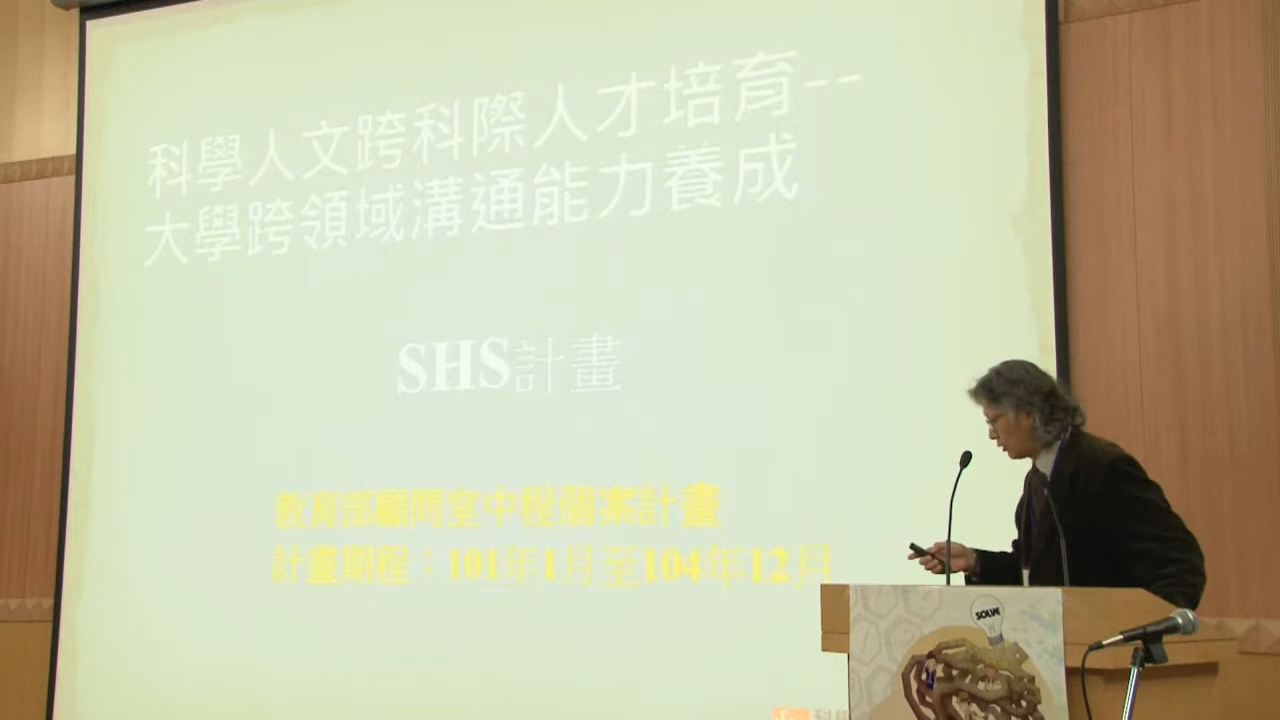 科學人文跨科際人才培育--
大學跨領域溝通能力養成
SHS計畫
教育部顧問室中程個案計畫
計畫期程：101年1月至104年12月
SOLVE